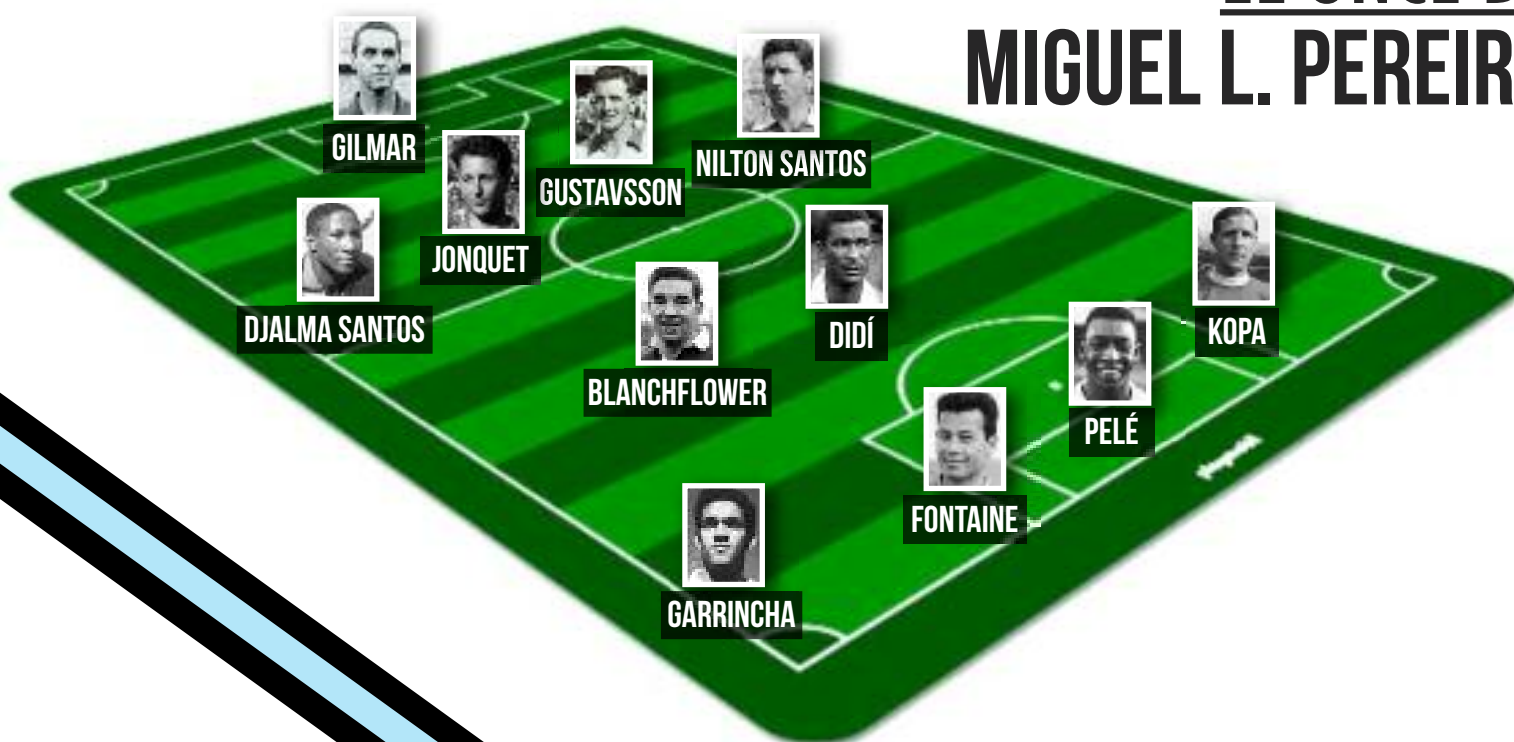 MIGUEL L. PEREIR
GILMAR
GUSTAVSSON
NILTON SANTOS
JONQUET
DJALMA SANTOS
BLANCHFLOWER
DIDÍ
KOPA
PELÉ
FONTAINE
GARRINCHA